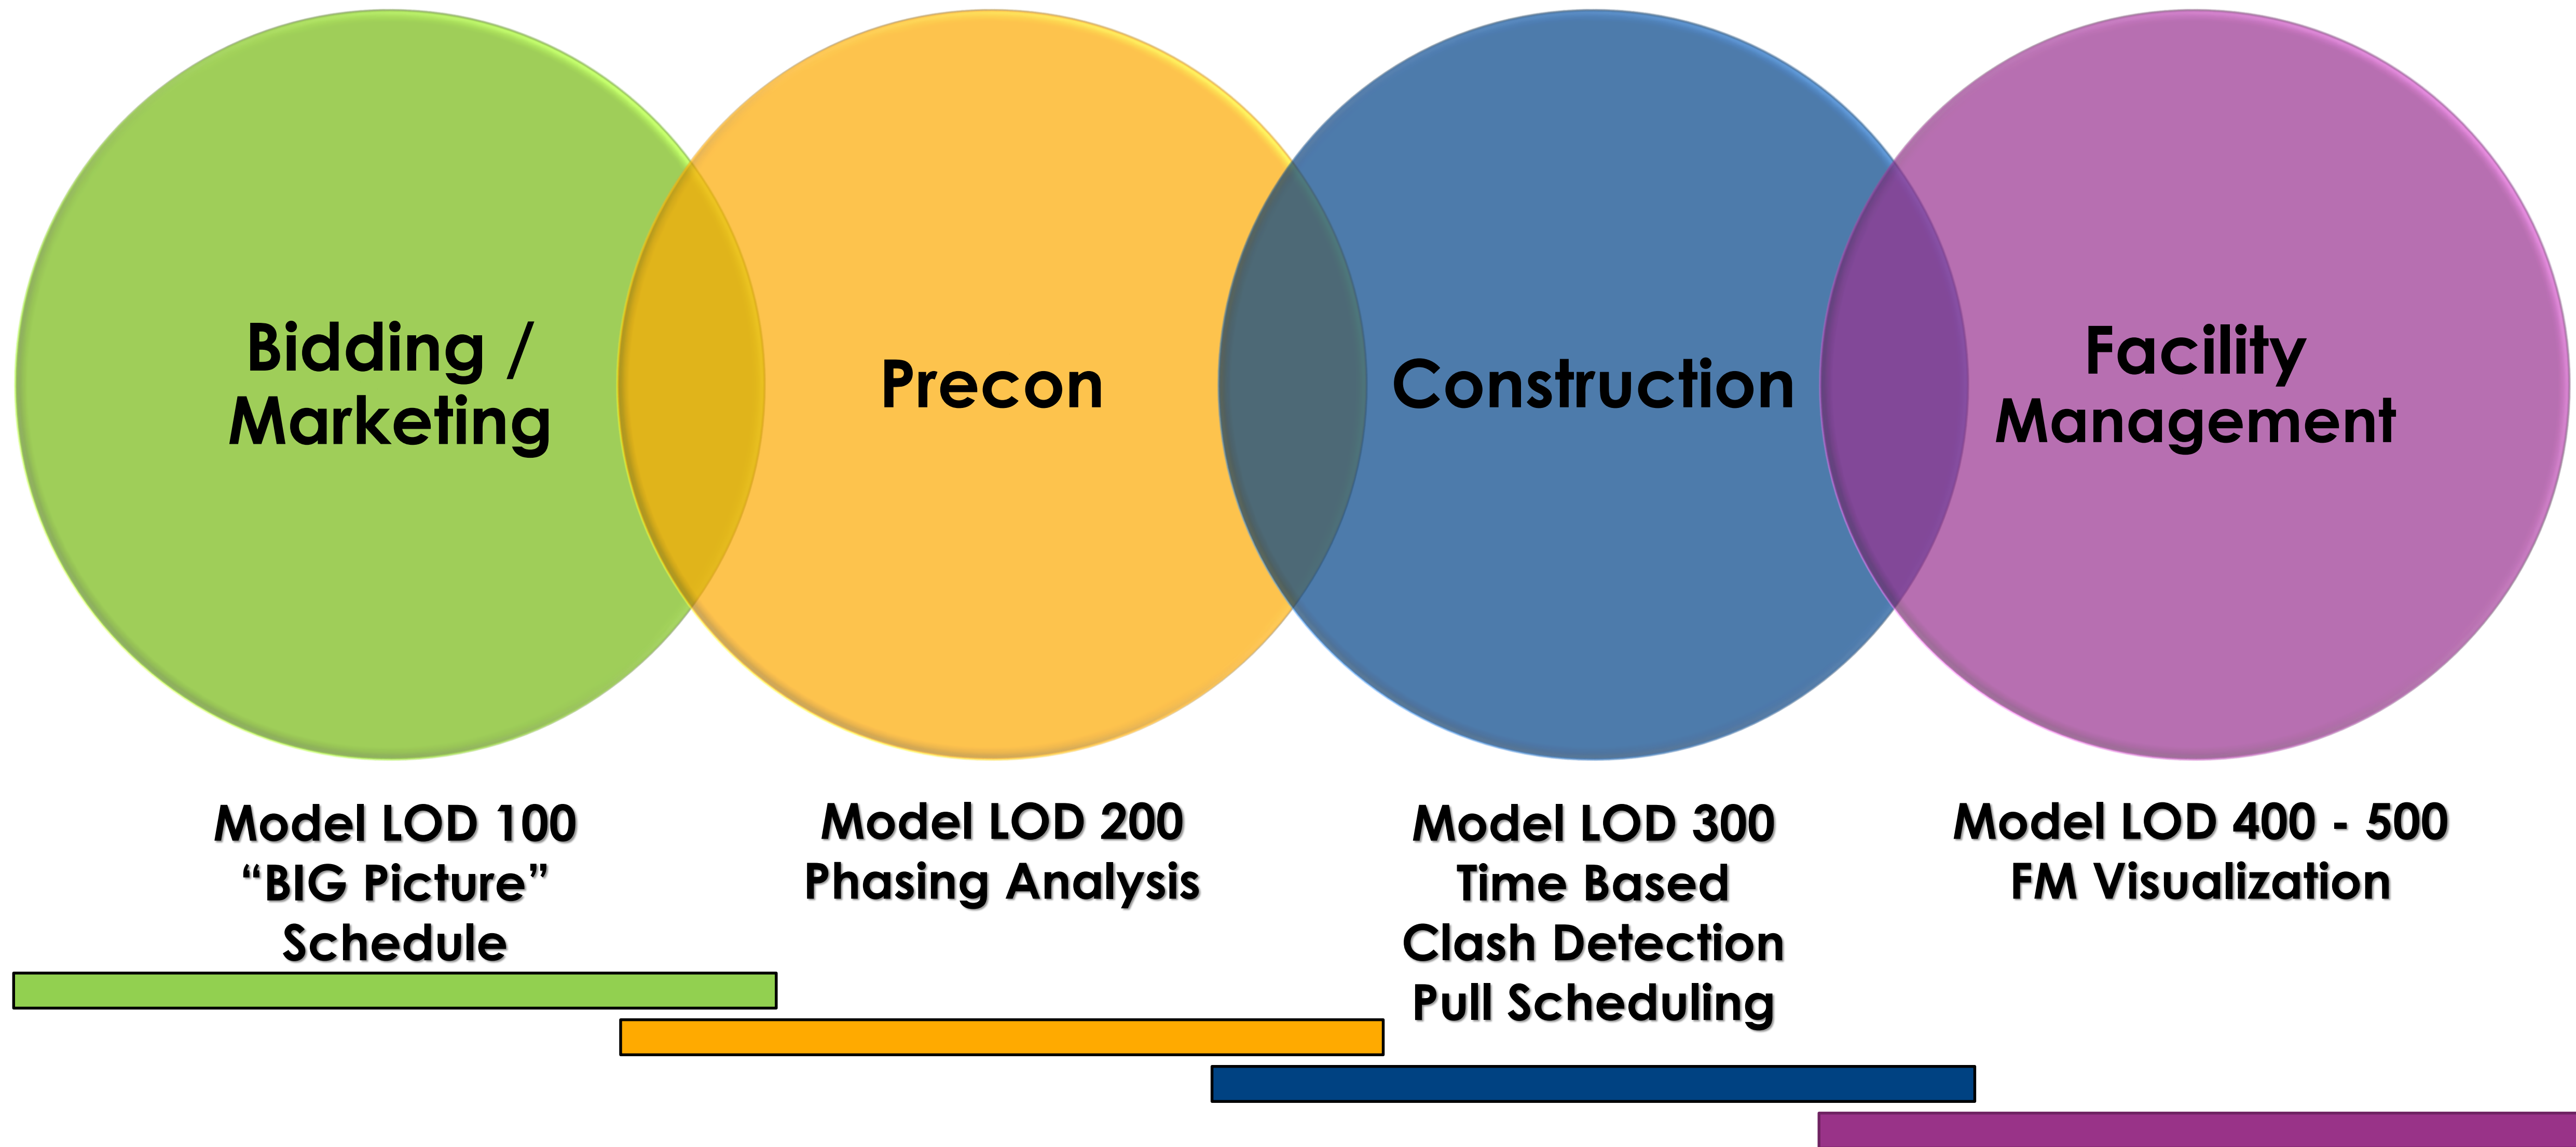 Bidding /
Marketing
Precon
Construction
Facility
Management
Model LOD 100
“BIG Picture”
Schedule
Model LOD 200
Phasing Analysis
Model LOD 300
Time Based
Clash Detection
Pull Scheduling
Model LOD 400 - 500
FM Visualization